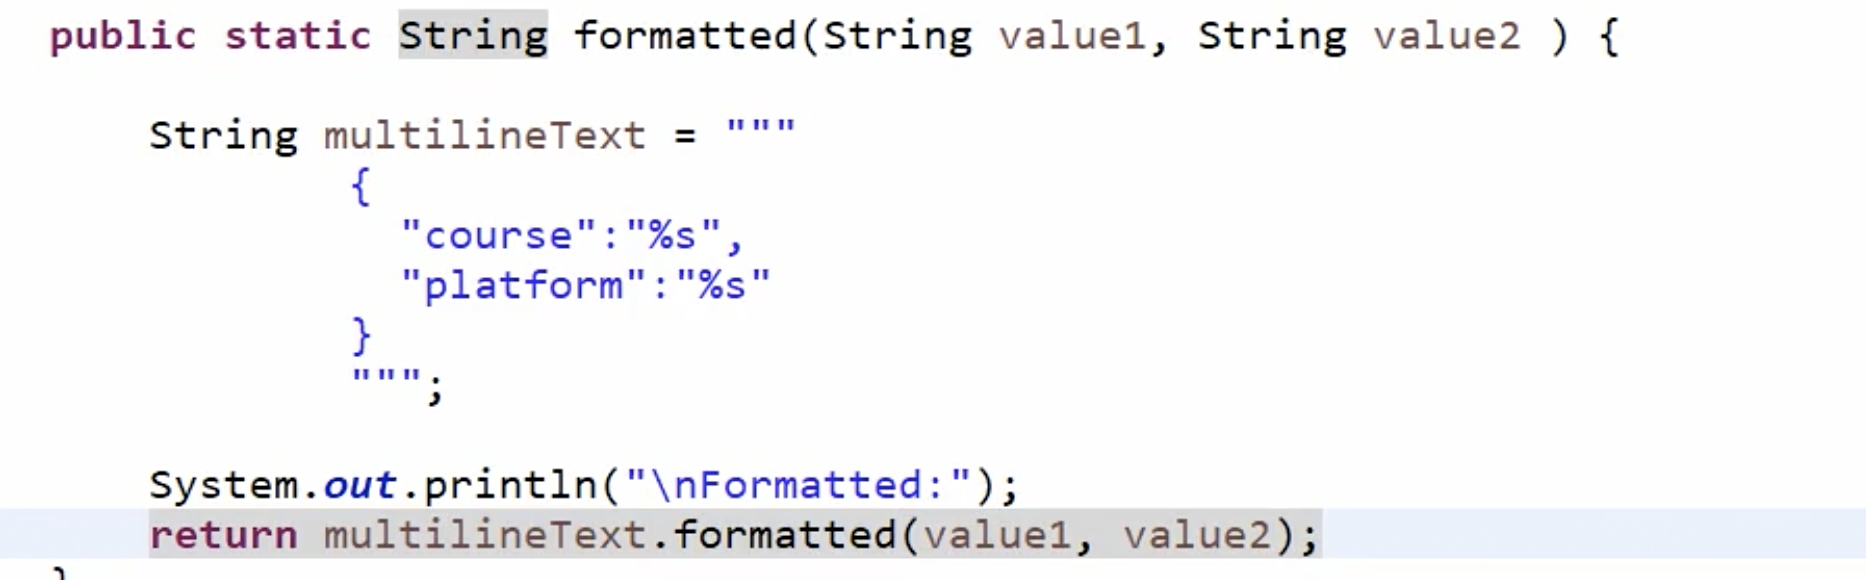 public static String formatted(String value1, String value2 ) {
String multilineText = """
{
"course":"%s",
"platform":"%s"
}
""";
System.out.println("\nFormatted:");
return multilineText.formatted(value1, value2);
}